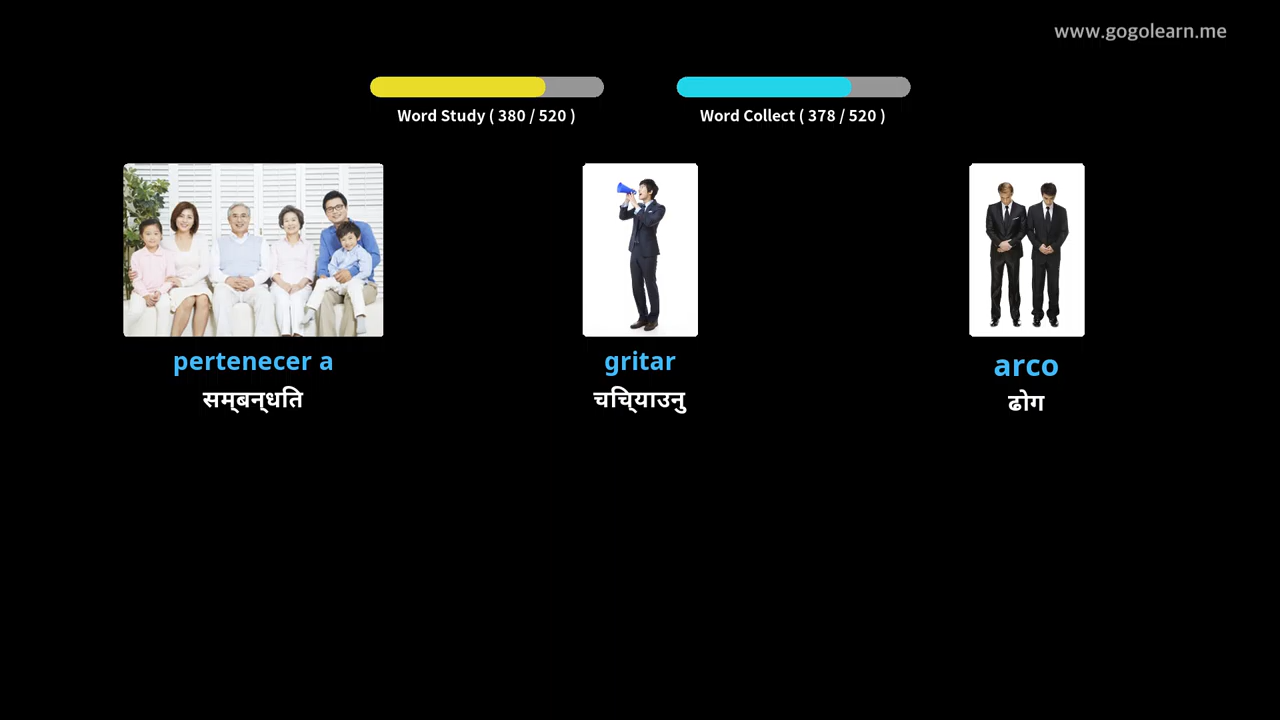 www.gogolearn.me
Word Study ( 380 / 520 )
Word Collect ( 378 / 520 )
pertenecer a
gritar
arco
सम्बन्धति
चिच्याउनु
ढोग